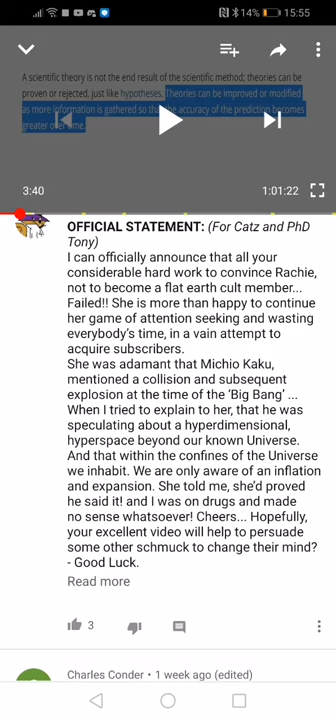 14% 15:55
A scientific theory is not the end result of the scientific method; theories can be
proven or rejected, just like hypotheses. Theories can be improved or modified
as more information is gathered so that the accuracy of the prediction becomes
greater over time.
3:40 1:01:22
OFFICIAL STATEMENT: (For Catz and PhD
Tony)
I can officially announce that all your
considerable hard work to convince Rachie,
not to become a flat earth cult member...
Failed!! She is more than happy to continue
her game of attention seeking and wasting
everybody's time, in a vain attempt to
acquire subscribers.
She was adamant that Michio Kaku,
mentioned a collision and subsequent
explosion at the time of the ‘Big Bang’ ...
When I tried to explain to her, that he was
speculating about a hyperdimensional,
hyperspace beyond our known Universe.
And that within the confines of the Universe
we inhabit. We are only aware of an inflation
and expansion. She told me, she'd proved
he said it! and I was on drugs and made
no sense whatsoever! Cheers... Hopefully,
your excellent video will help to persuade
some other schmuck to change their mind?
- Good Luck.
Read more
3
Charles Conder • 1 week ago (edited)